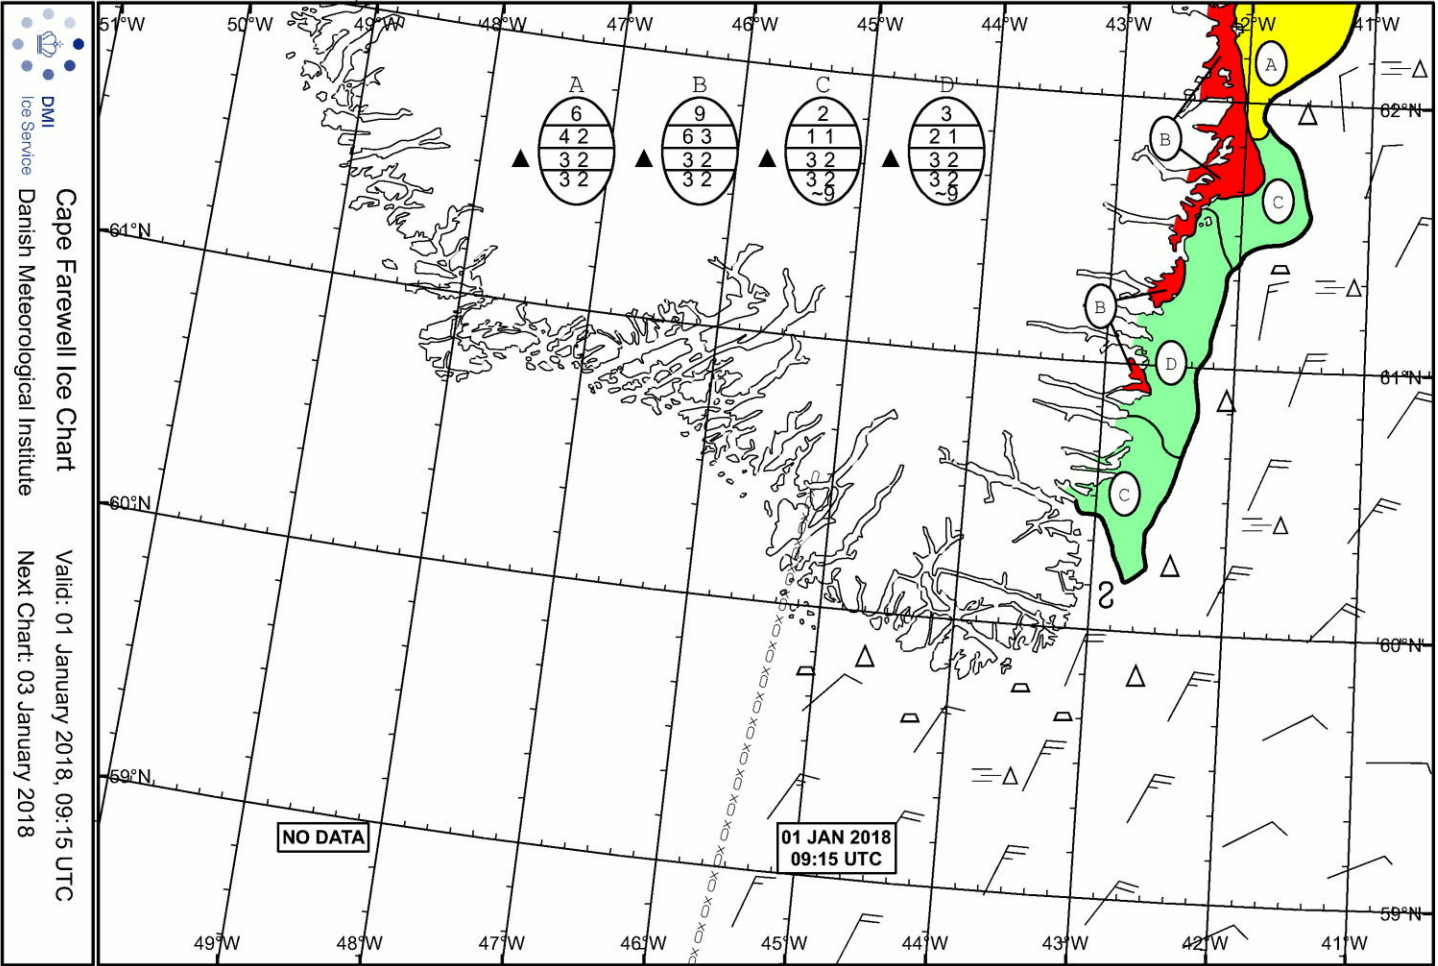 51°W 50°W 49°W 48°W 47°W 46°W 45°W 44°W 43°W 42°W 41°W
DMI
Ice Service
Cape Farewell Ice Chart
Danish Meteorological Institute
Valid: 01 January 2018, 09:15 UTC
Next Chart: 03 January 2018
A
6
4 2
3 2
3 2
B
9
6 3
3 2
3 2
C
2
1 1
3 2
3 2
~9
D
3
2 1
3 2
3 2
~9
A
B
C
B
D
C
62°N
61°N
61°N
60°N
60°N
59°N
59°N
NO DATA
01 JAN 2018
09:15 UTC
49°W 48°W 47°W 46°W 45°W 44°W 43°W 42°W 41°W